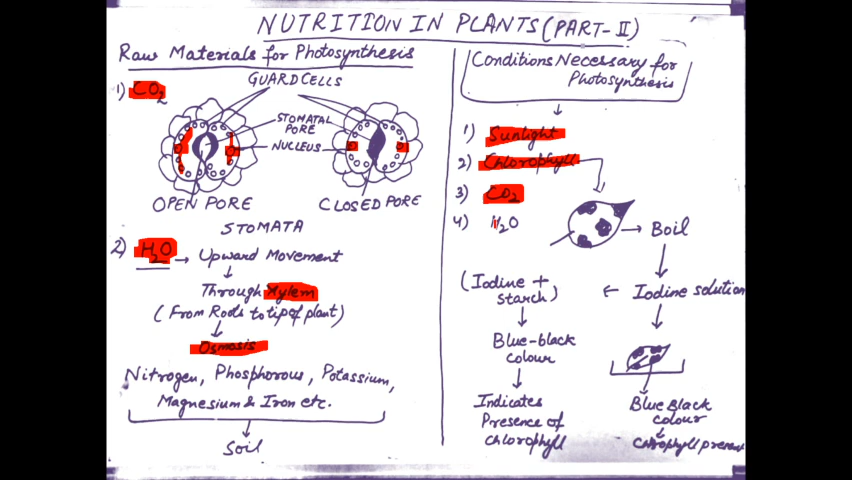 NUTRITION IN PLANTS (PART-II)
Raw Materials for Photosynthesis
1) CO2
GUARD CELLS
STOMATAL
PORE
NUCLEUS
OPEN PORE
CLOSED PORE
STOMATA
2) H2O → Upward Movement
↓
Through Xylem
(From Roots to tip of plant)
↓
Osmosis
Nitrogen, Phosphorous, Potassium,
Magnesium & Iron etc.
↓
Soil
Conditions Necessary for
Photosynthesis
↓
1) Sunlight
2) Chlorophyll
3) CO2
4) H2O
→ Boil
↓
(Iodine + ← Iodine solution
starch)
↓
Blue-black
colour
↓
Indicates
Presence of
chlorophyll
Blue Black
colour
↓
Chrophyll present